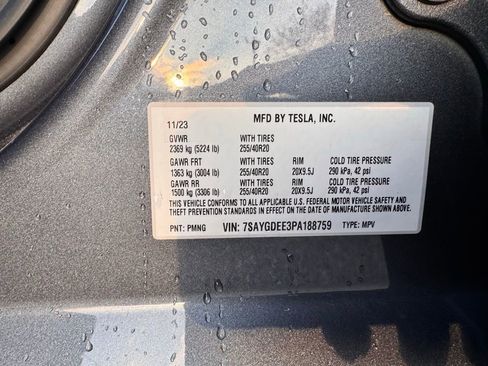 MFD BY TESLA, INC.
11/23
GVWR WITH TIRES
2369 kg (5224 lb) 255/40R20
GAWR FRT WITH TIRES RIM COLD TIRE PRESSURE
1363 kg (3004 lb) 255/40R20 20X9.5J 290 kPa, 42 psi
GAWR RR WITH TIRES RIM COLD TIRE PRESSURE
1500 kg (3306 lb) 255/40R20 20X9.5J 290 kPa, 42 psi
THIS VEHICLE CONFORMS TO ALL APPLICABLE U.S. FEDERAL MOTOR VEHICLE SAFETY AND
THEFT PREVENTION STANDARDS IN EFFECT ON THE DATE OF MANUFACTURE SHOWN ABOVE.
PNT: PMNG VIN: 7SAYGDEE3PA188759 TYPE: MPV